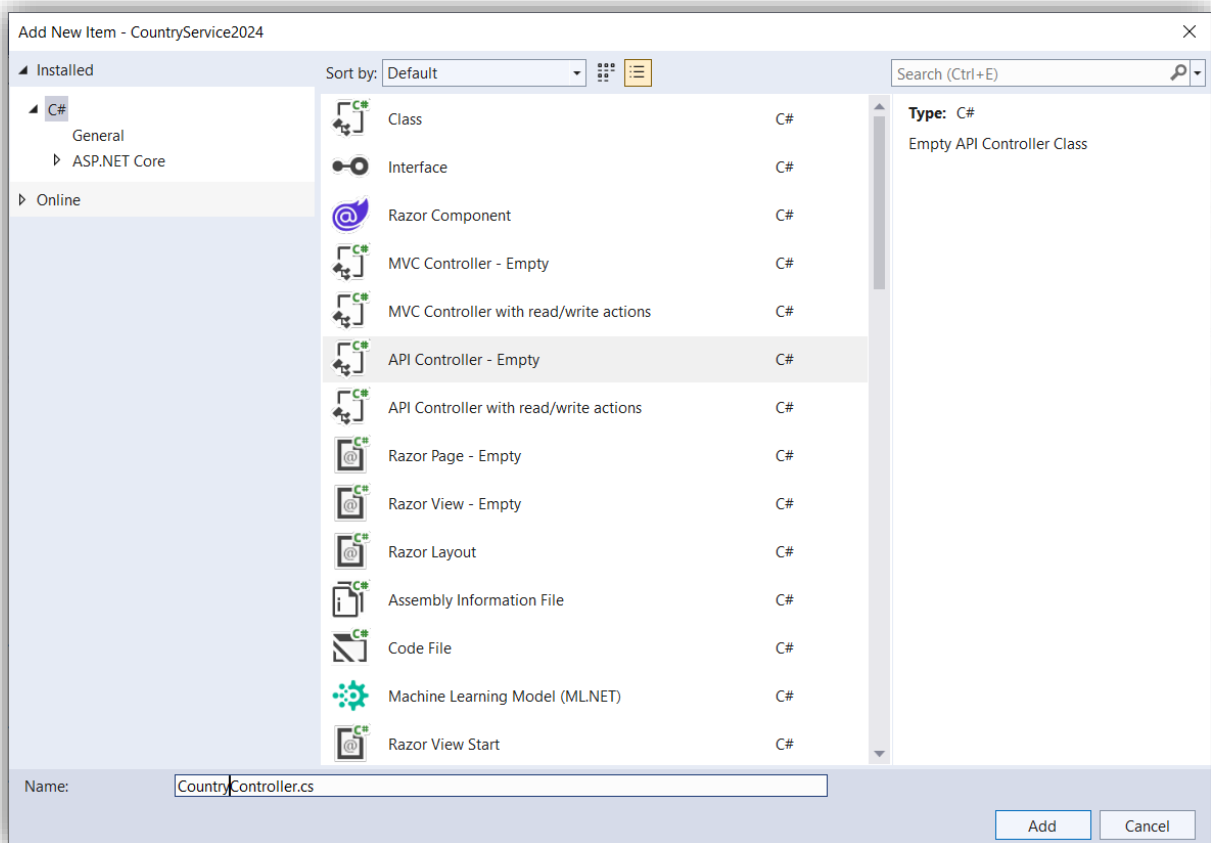 Add New Item - CountryService2024
Installed
Sort by: Default
Search (Ctrl+E)
C#
General
ASP.NET Core
Online
Class C#
Interface C#
Razor Component C#
MVC Controller - Empty C#
MVC Controller with read/write actions C#
API Controller - Empty C#
API Controller with read/write actions C#
Razor Page - Empty C#
Razor View - Empty C#
Razor Layout C#
Assembly Information File C#
Code File C#
Machine Learning Model (ML.NET) C#
Razor View Start C#
Type: C#
Empty API Controller Class
Name: CountryController.cs
Add Cancel